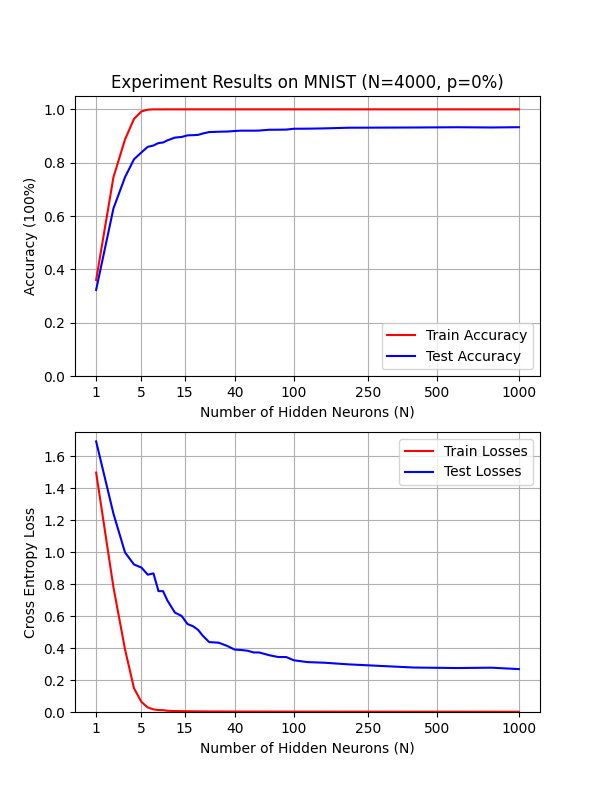 Experiment Results on MNIST (N=4000, p=0%)
1.0
0.8
0.6
0.4
0.2
0.0
Accuracy (100%)
Train Accuracy
Test Accuracy
1 5 15 40 100 250 500 1000
Number of Hidden Neurons (N)
1.6
1.4
1.2
1.0
0.8
0.6
0.4
0.2
0.0
Cross Entropy Loss
Train Losses
Test Losses
1 5 15 40 100 250 500 1000
Number of Hidden Neurons (N)